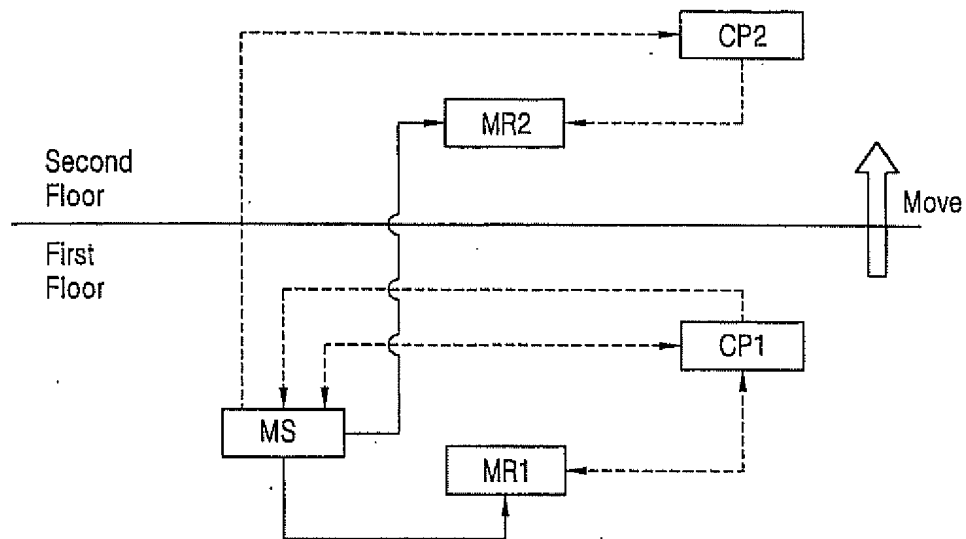 CP2
MR2
Second
Floor
Move
First
Floor
CP1
MS
MR1